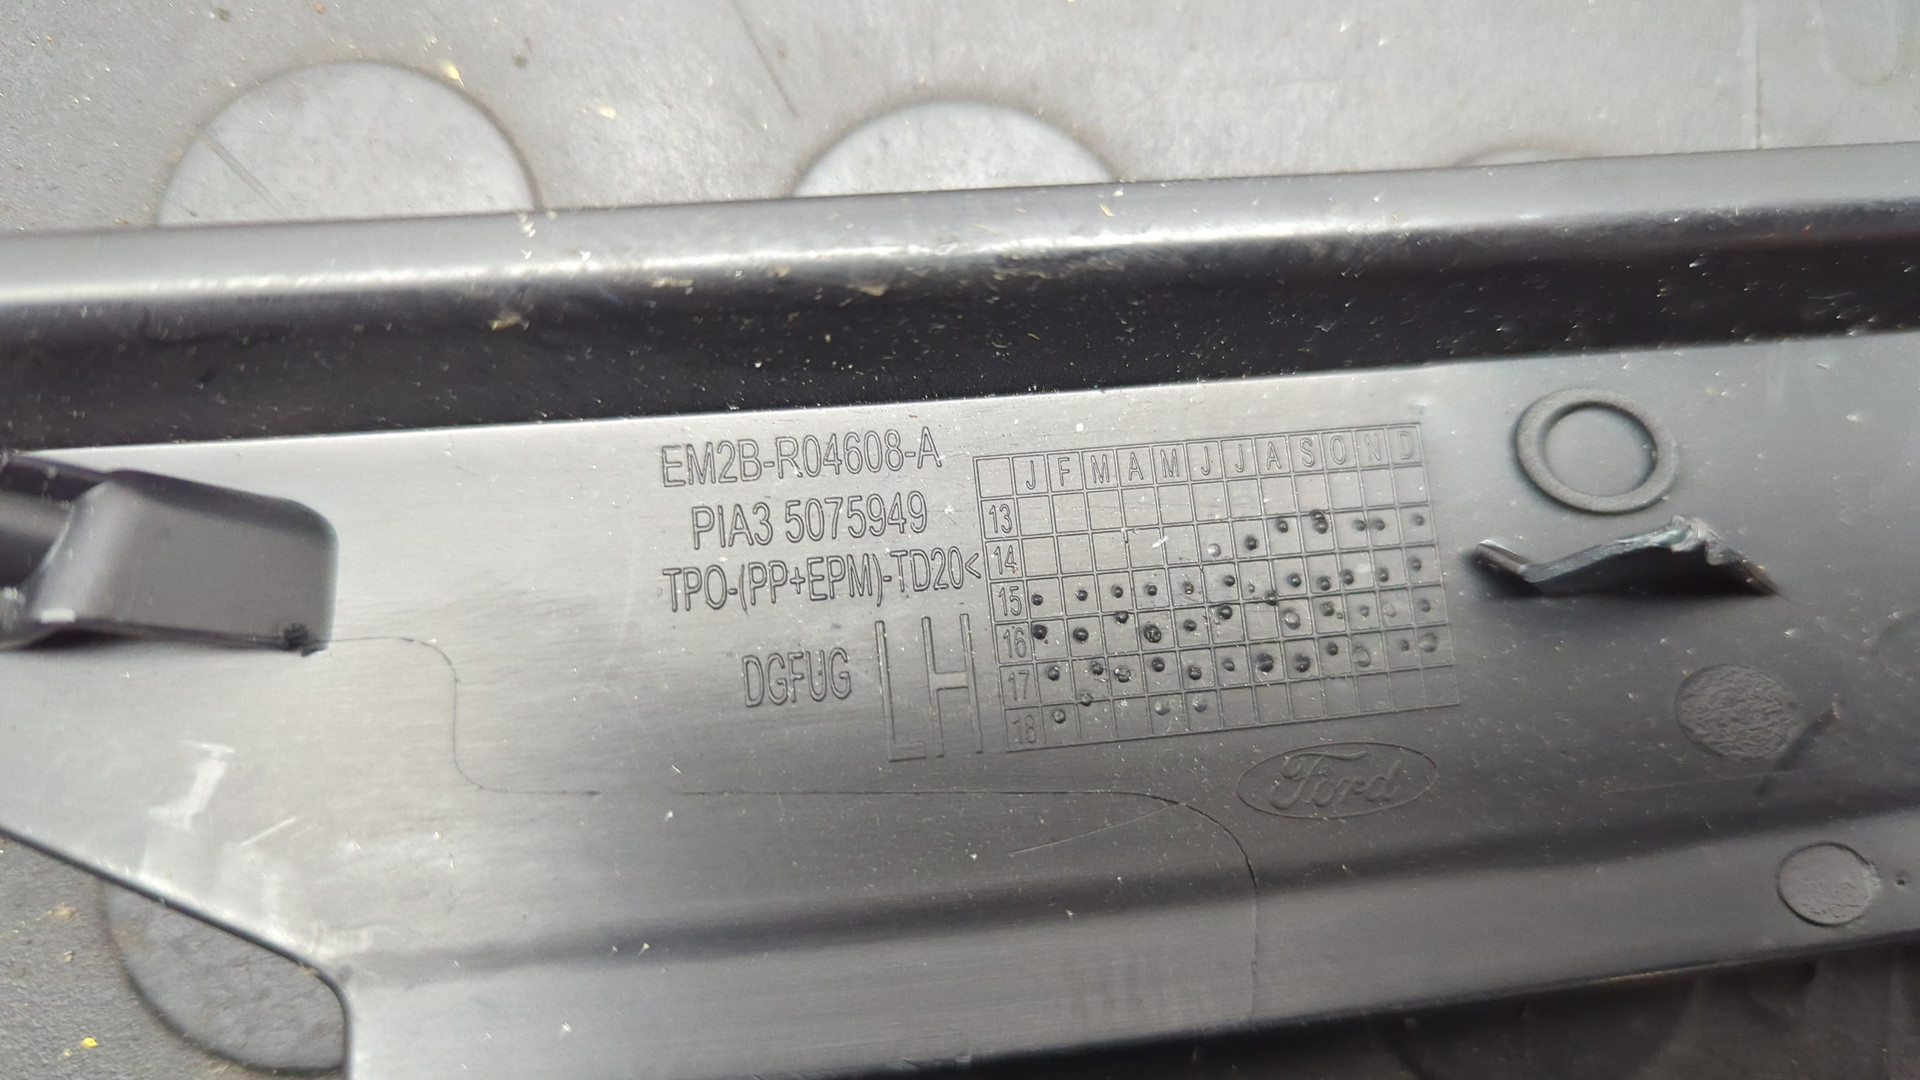 EM2B-R04608-A
PIA3 5075949
TPO-(PP+EPM)-TD20<
DGFUG
LH
J F M A M J J A S O N D
13
14
15
16
17
18
Ford